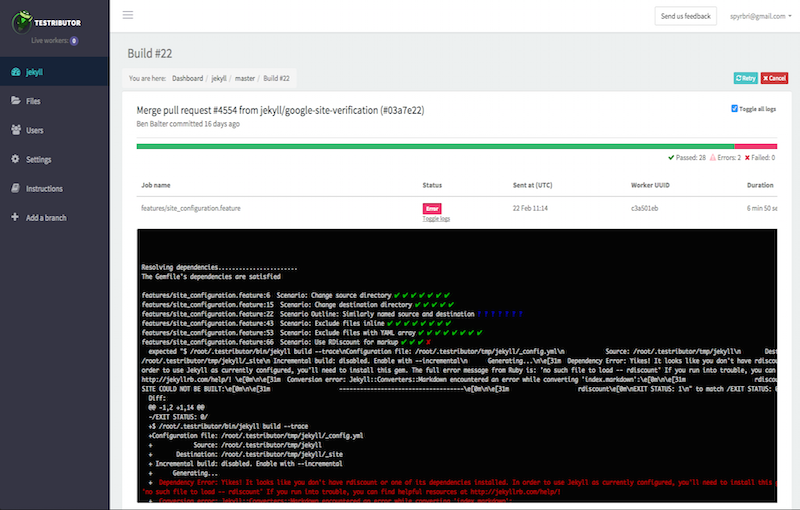 TESTRIBUTOR
Live workers: 0
Send us feedback
spyrbri@gmail.com
jekyll
Files
Users
Settings
Instructions
Add a branch
Build #22
You are here: Dashboard / jekyll / master / Build #22
Retry
Cancel
Merge pull request #4554 from jekyll/google-site-verification (#03a7e22)
Toggle all logs
Ben Balter committed 16 days ago
Passed: 28 Errors: 2 Failed: 0
Job name Status Sent at (UTC) Worker UUID Duration
features/site_configuration.feature Error 22 Feb 11:14 c3a501eb 6 min 50 se
Toggle logs
Resolving dependencies......................
The Gemfile's dependencies are satisfied
features/site_configuration.feature:6 Scenario: Change source directory ✔ ✔ ✔ ✔ ✔ ✔ ✔
features/site_configuration.feature:15 Scenario: Change destination directory ✔ ✔ ✔ ✔ ✔
features/site_configuration.feature:22 Scenario Outline: Similarly named source and destination
features/site_configuration.feature:43 Scenario: Exclude files inline ✔ ✔ ✔ ✔ ✔ ✔ ✔
features/site_configuration.feature:53 Scenario: Exclude files with YAML array ✔ ✔ ✔ ✔ ✔ ✔ ✔ ✔
features/site_configuration.feature:66 Scenario: Use RDiscount for markup ✔ ✔ ✔ ✘
expected "$ /root/.testributor/bin/jekyll build --trace\nConfiguration file: /root/.testributor/tmp/jekyll/_config.yml\n Source: /root/.testributor/tmp/jekyll\n Dest
/root/.testributor/tmp/jekyll/_site\n Incremental build: disabled. Enable with --incremental\n Generating...\n\e[31m Dependency Error: Yikes! It looks like you don't have rdiscount
order to use Jekyll as currently configured, you'll need to install this gem. The full error message from Ruby is: 'no such file to load -- rdiscount' If you run into trouble, you can
http://jekyllrb.com/help/! \e[0m\n\e[31m Conversion error: Jekyll::Converters::Markdown encountered an error while converting 'index.markdown':\e[0m\n\e[31m rdisco
SITE COULD NOT BE BUILT:\e[0m\n\e[31m ------------------------------------\e[0m\n\e[31m rdiscount\e[0m\nEXIT STATUS: 1\n" to match /EXIT STATUS: 0
Diff:
@@ -1,2 +1,14 @@
-/EXIT STATUS: 0/
+$ /root/.testributor/bin/jekyll build --trace
+Configuration file: /root/.testributor/tmp/jekyll/_config.yml
+ Source: /root/.testributor/tmp/jekyll
+ Destination: /root/.testributor/tmp/jekyll/_site
+ Incremental build: disabled. Enable with --incremental
+ Generating...
+ Dependency Error: Yikes! It looks like you don't have rdiscount or one of its dependencies installed. In order to use Jekyll as currently configured, you'll need to install this
'no such file to load -- rdiscount' If you run into trouble, you can find helpful resources at http://jekyllrb.com/help/!
+ Conversion error: Jekyll::Converters::Markdown encountered an error while converting 'index.markdown':